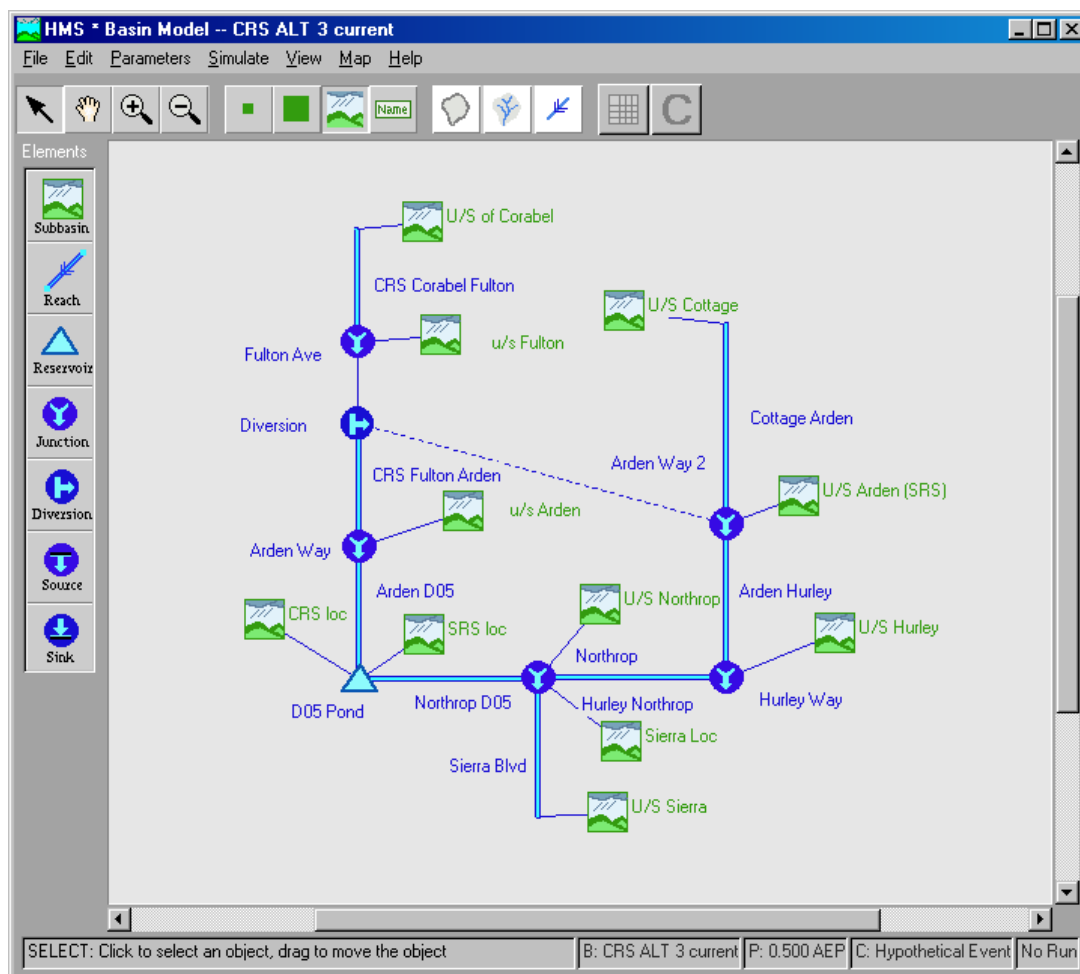 HMS * Basin Model -- CRS ALT 3 current
File Edit Parameters Simulate View Map Help
Name
C
Elements
Subbasin
Reach
Reservoir
Junction
Diversion
Source
Sink
U/S of Corabel
CRS Corabel Fulton
U/S Cottage
u/s Fulton
Fulton Ave
Diversion
Cottage Arden
Arden Way 2
CRS Fulton Arden
U/S Arden (SRS)
u/s Arden
Arden Way
Arden D05
Arden Hurley
U/S Northrop
CRS loc
SRS loc
U/S Hurley
Northrop
D05 Pond
Northrop D05
Hurley Northrop
Hurley Way
Sierra Loc
Sierra Blvd
U/S Sierra
SELECT: Click to select an object, drag to move the object
B: CRS ALT 3 current
P: 0.500 AEP
C: Hypothetical Event
No Run